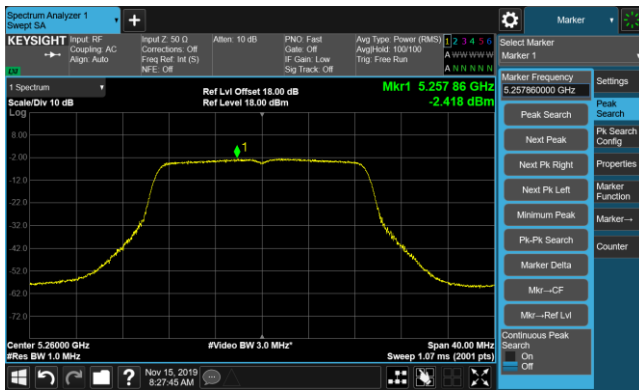 Spectrum Analyzer 1
Swept SA
Marker
KEYSIGHT
Input: RF
Coupling: AC
Align: Auto
Input Z: 50 Ω
Corrections: Off
Freq Ref: Int (S)
NFE: Off
Atten: 10 dB
PNO: Fast
Gate: Off
IF Gain: Low
Sig Track: Off
Avg Type: Power (RMS)
Avg|Hold: 100/100
Trig: Free Run
1 2 3 4 5 6
A W W W W W
A N N N N N
Select Marker
Marker 1
LU
1 Spectrum
Scale/Div 10 dB
Ref Lvl Offset 18.00 dB
Ref Level 18.00 dBm
Mkr1 5.257 86 GHz
-2.418 dBm
Log
8.00
-2.00
-12.0
-22.0
-32.0
-42.0
-52.0
-62.0
-72.0
1
Center 5.26000 GHz
#Res BW 1.0 MHz
#Video BW 3.0 MHz*
Span 40.00 MHz
Sweep 1.07 ms (2001 pts)
Marker Frequency
5.257860000 GHz
Peak Search
Next Peak
Next Pk Right
Next Pk Left
Minimum Peak
Pk-Pk Search
Marker Delta
Mkr→CF
Mkr→Ref Lvl
Continuous Peak
Search
On
Off
Settings
Peak
Search
Pk Search
Config
Properties
Marker
Function
Marker→
Counter
?
Nov 15, 2019
8:27:45 AM